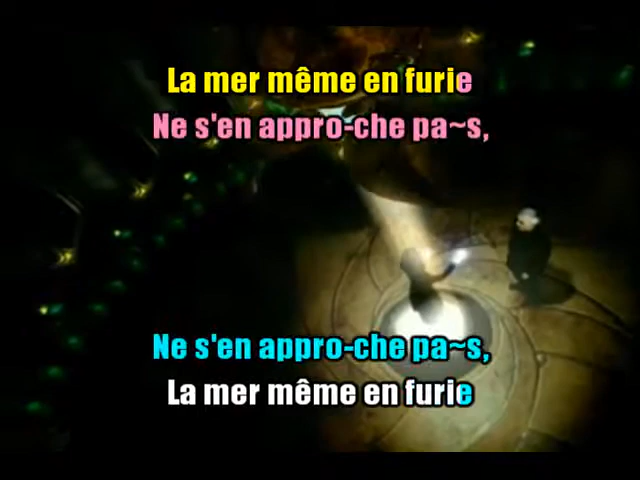 La mer même en furie
Ne s'en appro-che pa~s,
Ne s'en appro-che pa~s,
La mer même en furie